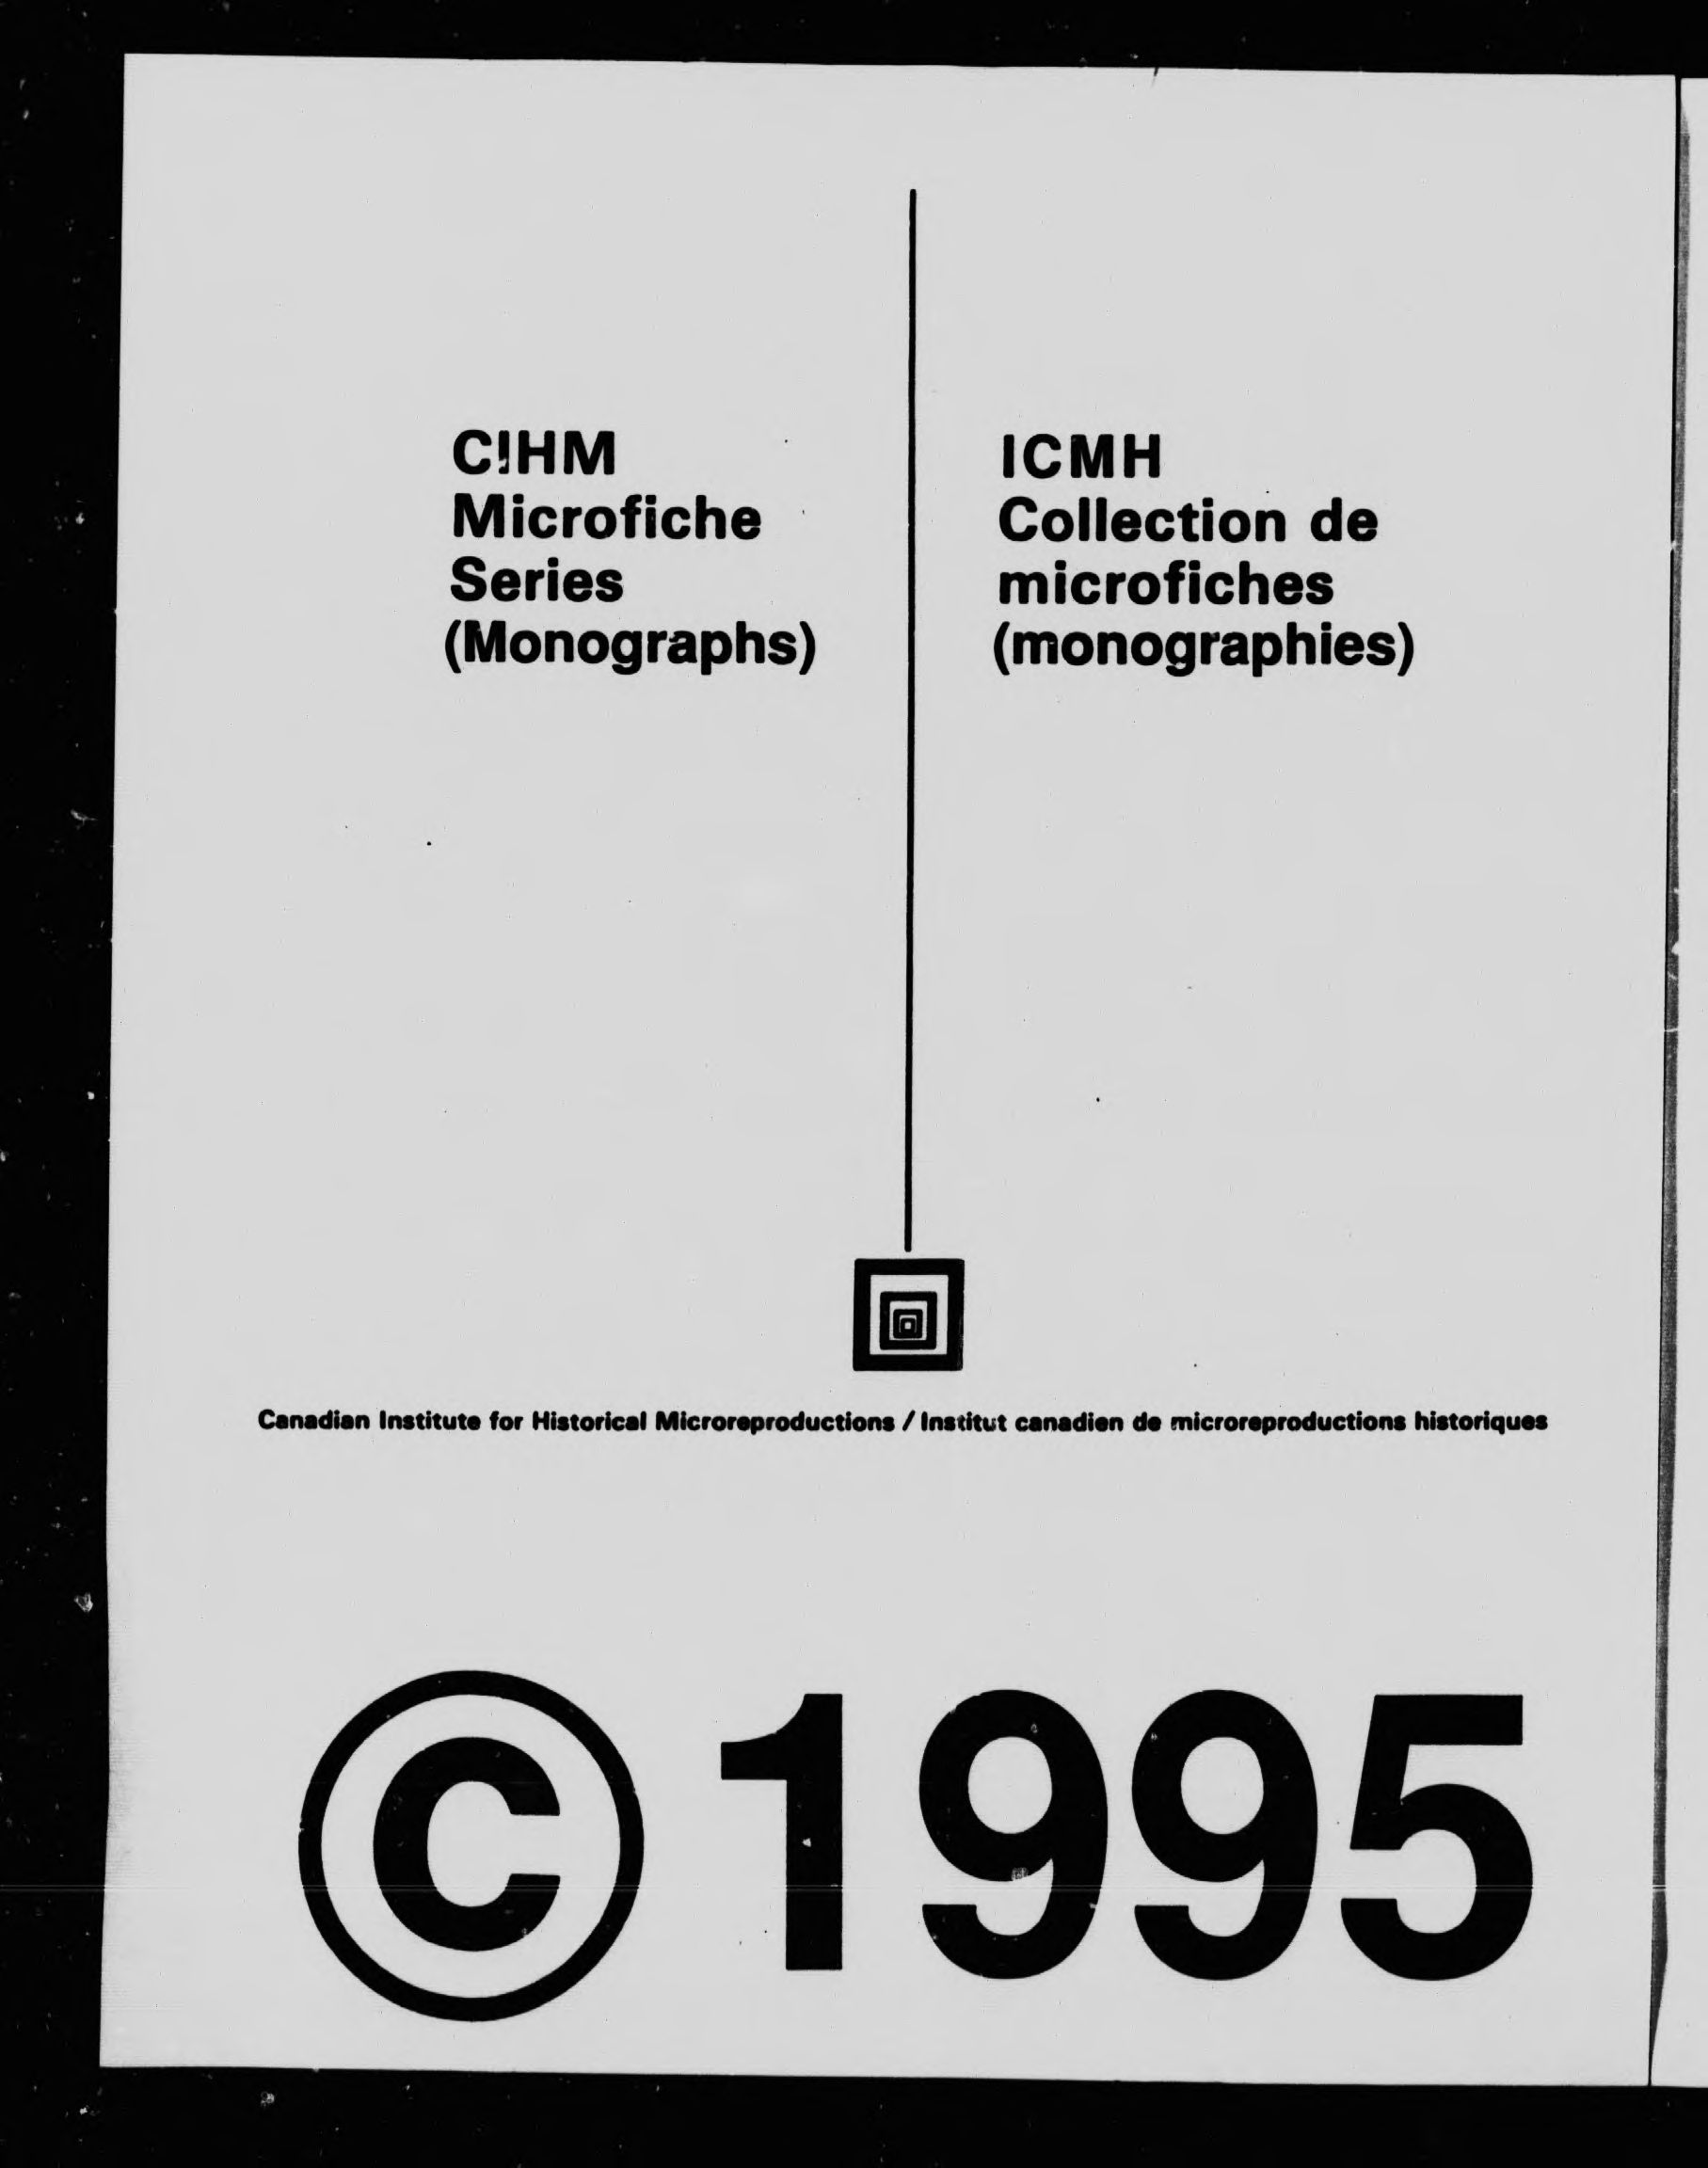 CIHM
Microfiche
Series
(Monographs)
ICMH
Collection de
microfiches
(monographies)
Canadian Institute for Historical Microreproductions / Institut canadien de microreproductions historiques
© 1995